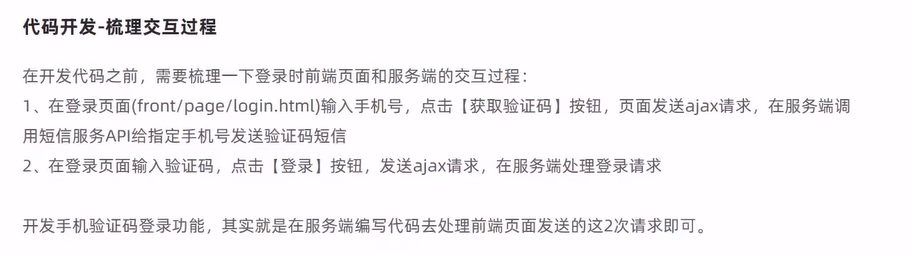 代码开发-梳理交互过程
在开发代码之前，需要梳理一下登录时前端页面和服务端的交互过程：
1、在登录页面(front/page/login.html)输入手机号，点击【获取验证码】按钮，页面发送ajax请求，在服务端调
用短信服务API给指定手机号发送验证码短信
2、在登录页面输入验证码，点击【登录】按钮，发送ajax请求，在服务端处理登录请求
开发手机验证码登录功能，其实就是在服务端编写代码去处理前端页面发送的这2次请求即可。